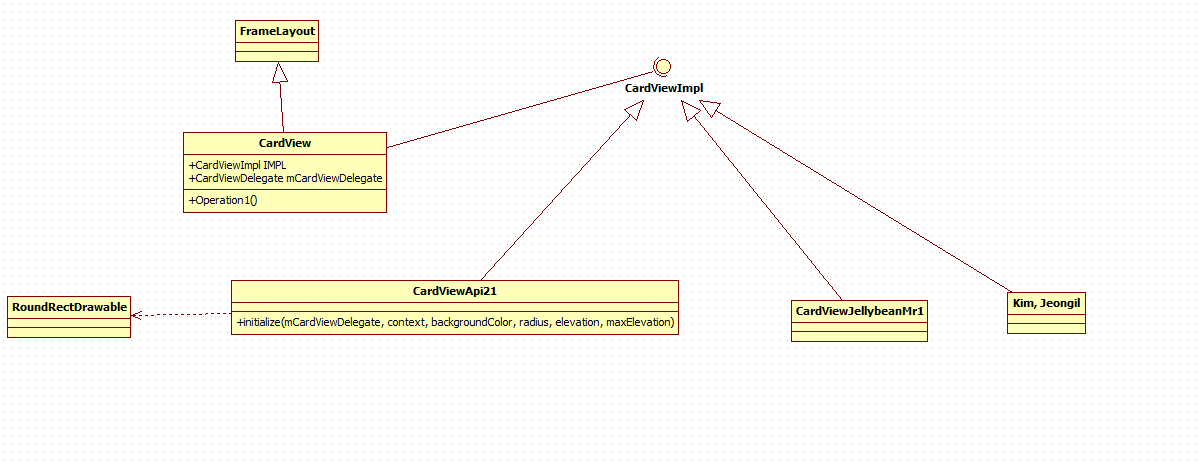 FrameLayout
CardViewImpl
CardView
+CardViewImpl IMPL
+CardViewDelegate mCardViewDelegate
+Operation1()
CardViewApi21
+initialize(mCardViewDelegate, context, backgroundColor, radius, elevation, maxElevation)
RoundRectDrawable
CardViewJellybeanMr1
Kim, Jeongil